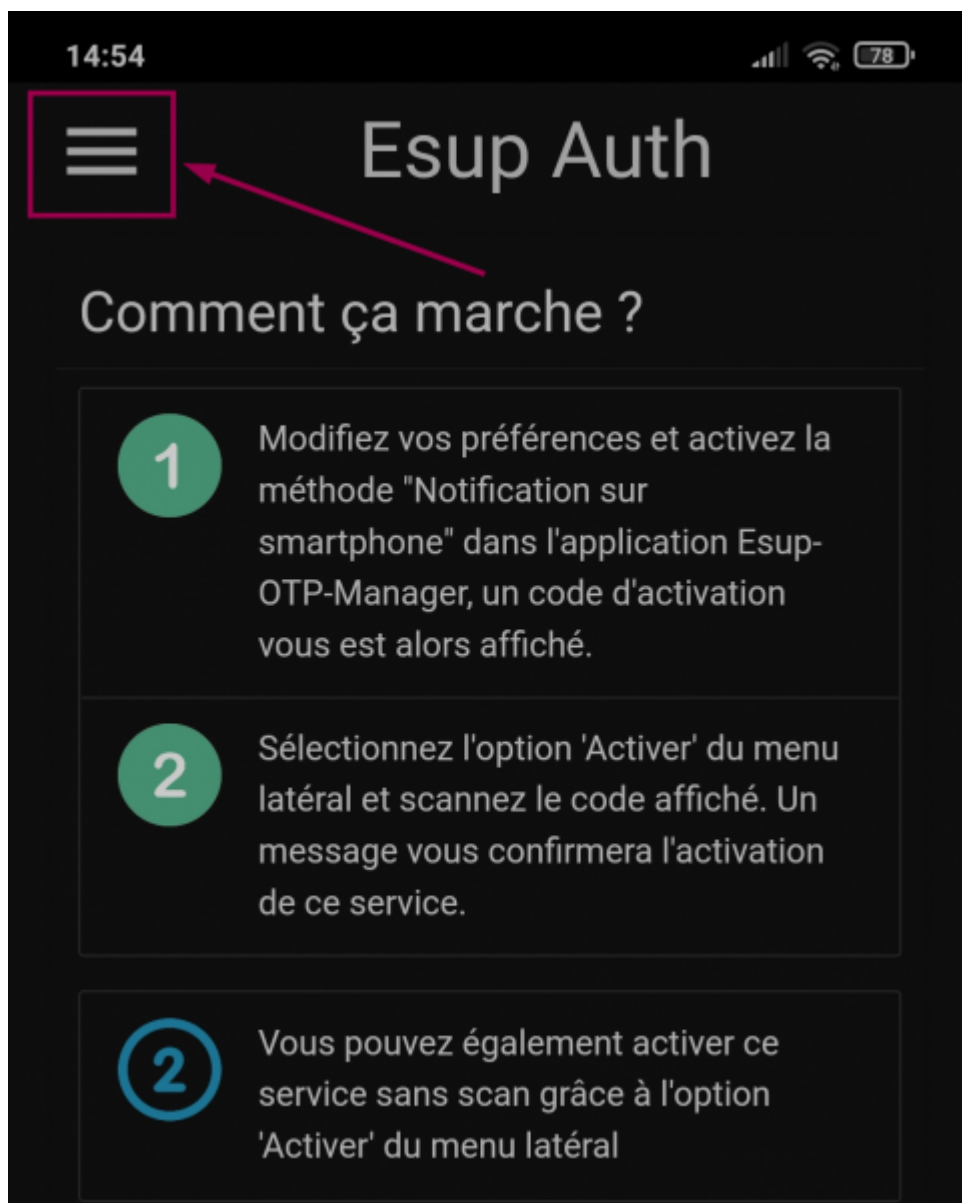 14:54
78
Esup Auth
Comment ça marche ?
1
Modifiez vos préférences et activez la
méthode "Notification sur
smartphone" dans l'application Esup-
OTP-Manager, un code d'activation
vous est alors affiché.
2
Sélectionnez l'option 'Activer' du menu
latéral et scannez le code affiché. Un
message vous confirmera l'activation
de ce service.
2
Vous pouvez également activer ce
service sans scan grâce à l'option
'Activer' du menu latéral